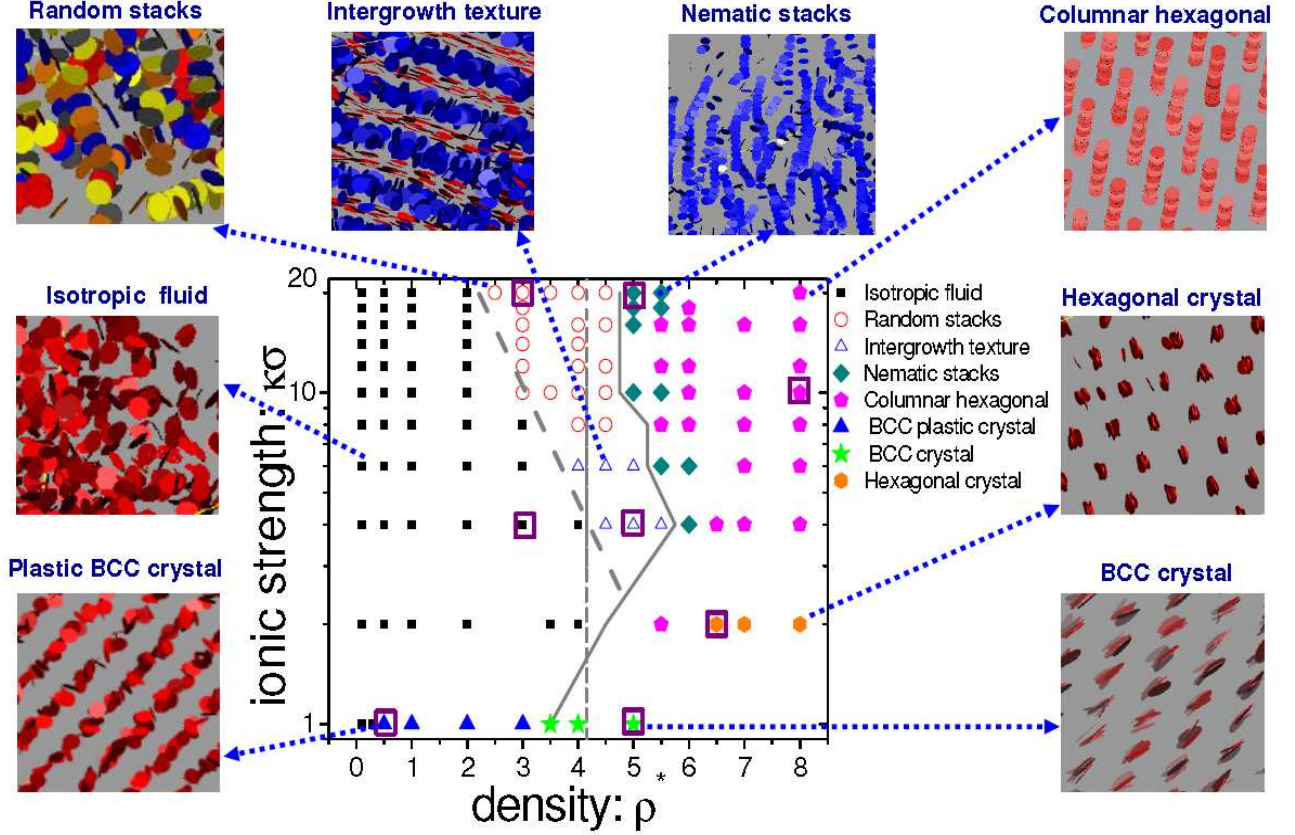 Random stacks
Intergrowth texture
Nematic stacks
Columnar hexagonal
Isotropic fluid
Plastic BCC crystal
Hexagonal crystal
BCC crystal
ionic strength: κσ
20
10
1
Isotropic fluid
Random stacks
Intergrowth texture
Nematic stacks
Columnar hexagonal
BCC plastic crystal
BCC crystal
Hexagonal crystal
0 1 2 3 4 5 6 7 8
density: ρ*